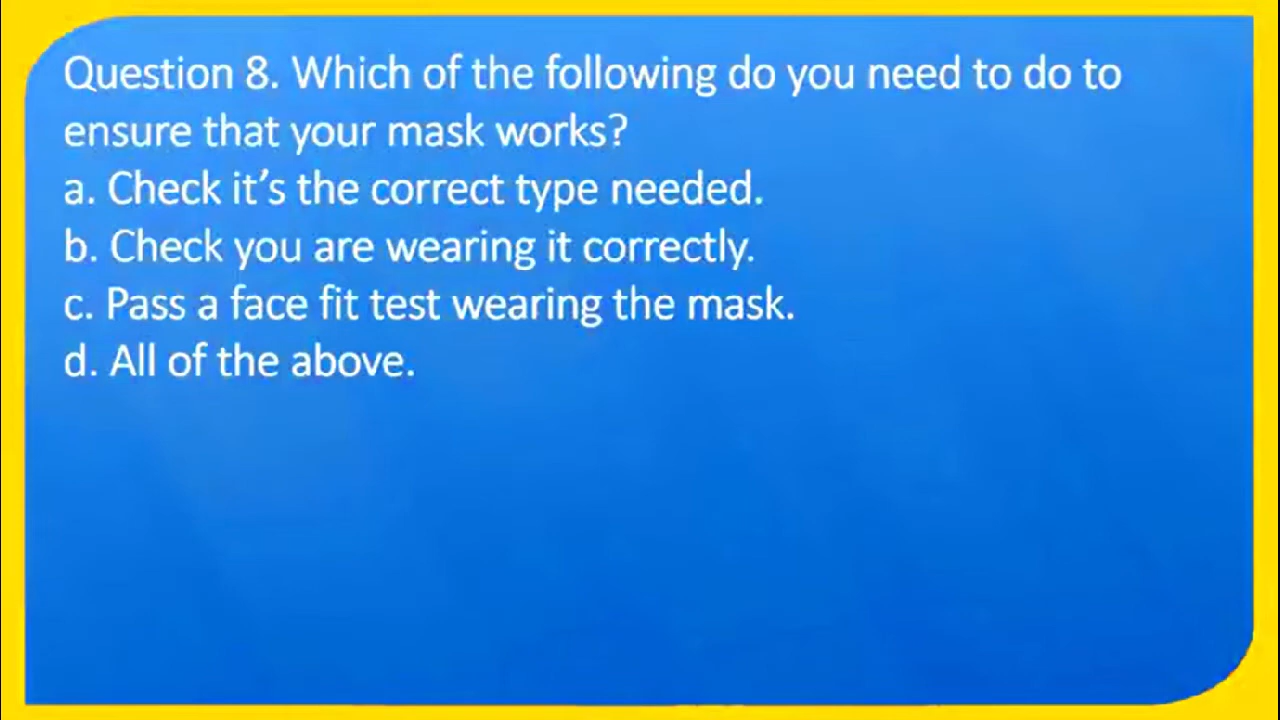 Question 8. Which of the following do you need to do to
ensure that your mask works?
a. Check it’s the correct type needed.
b. Check you are wearing it correctly.
c. Pass a face fit test wearing the mask.
d. All of the above.